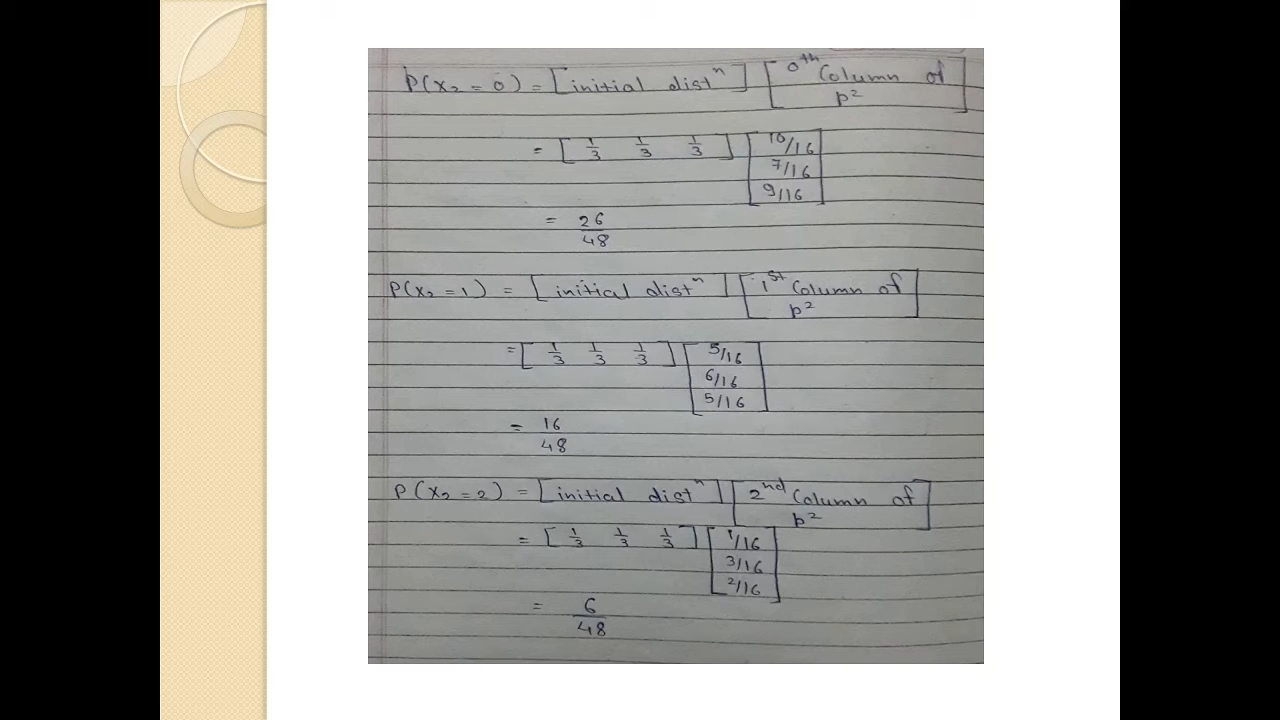 P(X₂ = 0) = [initial distⁿ] [0ᵗʰ Column of
p²]
= [1/3 1/3 1/3] [10/16
7/16
9/16]
= 26/48
P(X₂ = 1) = [initial distⁿ] [1ˢᵗ Column of
p²]
= [1/3 1/3 1/3] [5/16
6/16
5/16]
= 16/48
P(X₂ = 2) = [initial distⁿ] [2ⁿᵈ Column of
p²]
= [1/3 1/3 1/3] [1/16
3/16
2/16]
= 6/48